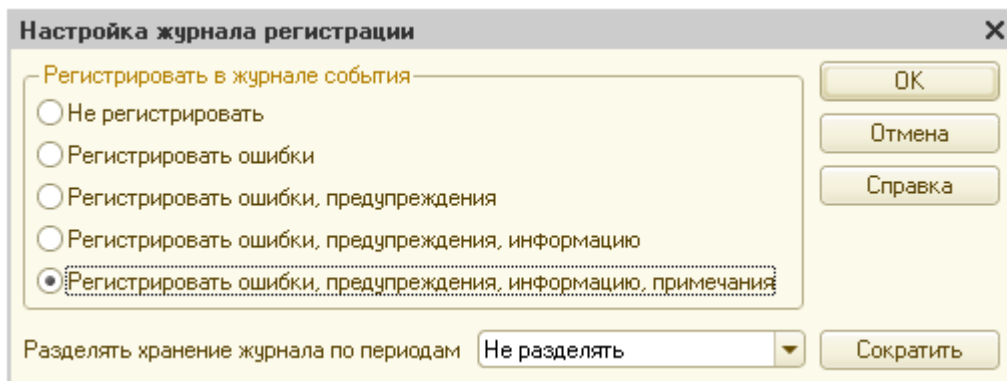 Настройка журнала регистрации
Регистрировать в журнале события
OK
Не регистрировать
Отмена
Регистрировать ошибки
Справка
Регистрировать ошибки, предупреждения
Регистрировать ошибки, предупреждения, информацию
Регистрировать ошибки, предупреждения, информацию, примечания
Разделять хранение журнала по периодам Не разделять Сократить